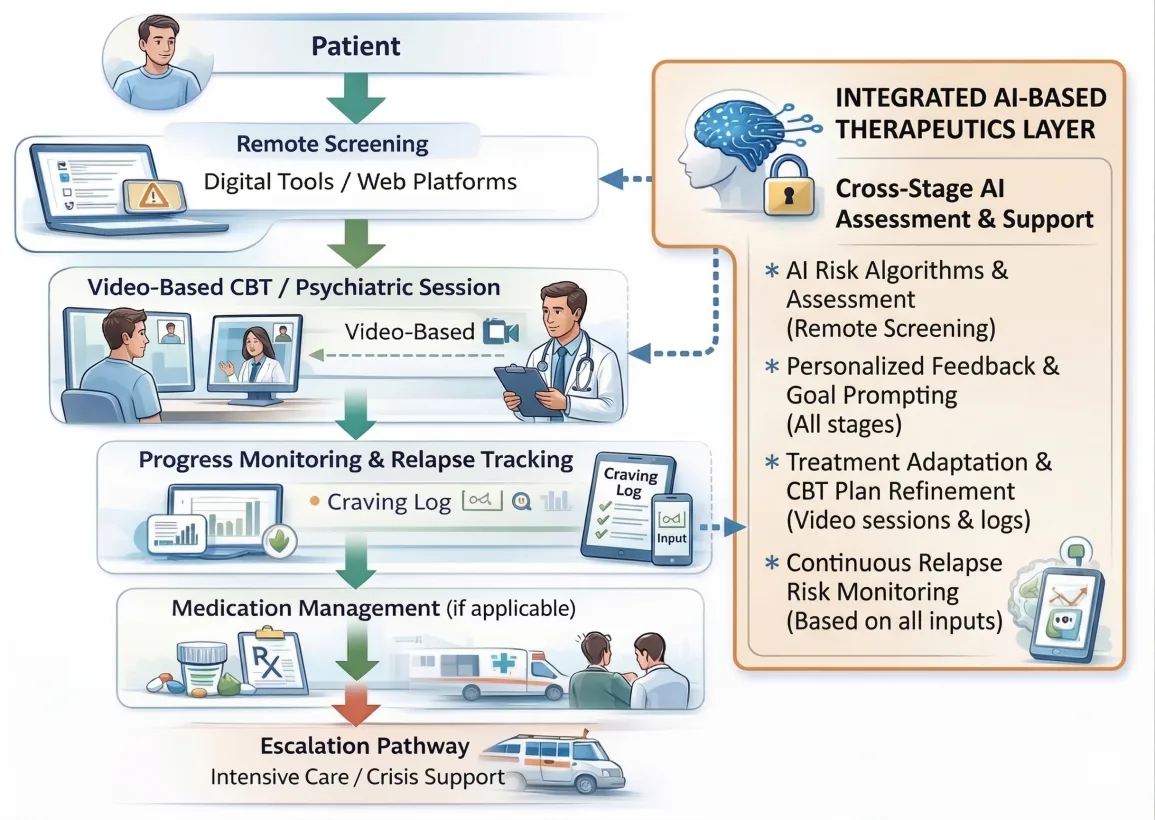 Patient
Remote Screening
Digital Tools / Web Platforms
Video-Based CBT / Psychiatric Session
Video-Based
Progress Monitoring & Relapse Tracking
• Craving Log
Craving
Log
Input
Medication Management (if applicable)
Rx
Escalation Pathway
Intensive Care / Crisis Support
INTEGRATED AI-BASED
THERAPEUTICS LAYER
Cross-Stage AI
Assessment & Support
* AI Risk Algorithms &
Assessment
(Remote Screening)
* Personalized Feedback &
Goal Prompting
(All stages)
* Treatment Adaptation &
CBT Plan Refinement
(Video sessions & logs)
* Continuous Relapse
Risk Monitoring
(Based on all inputs)